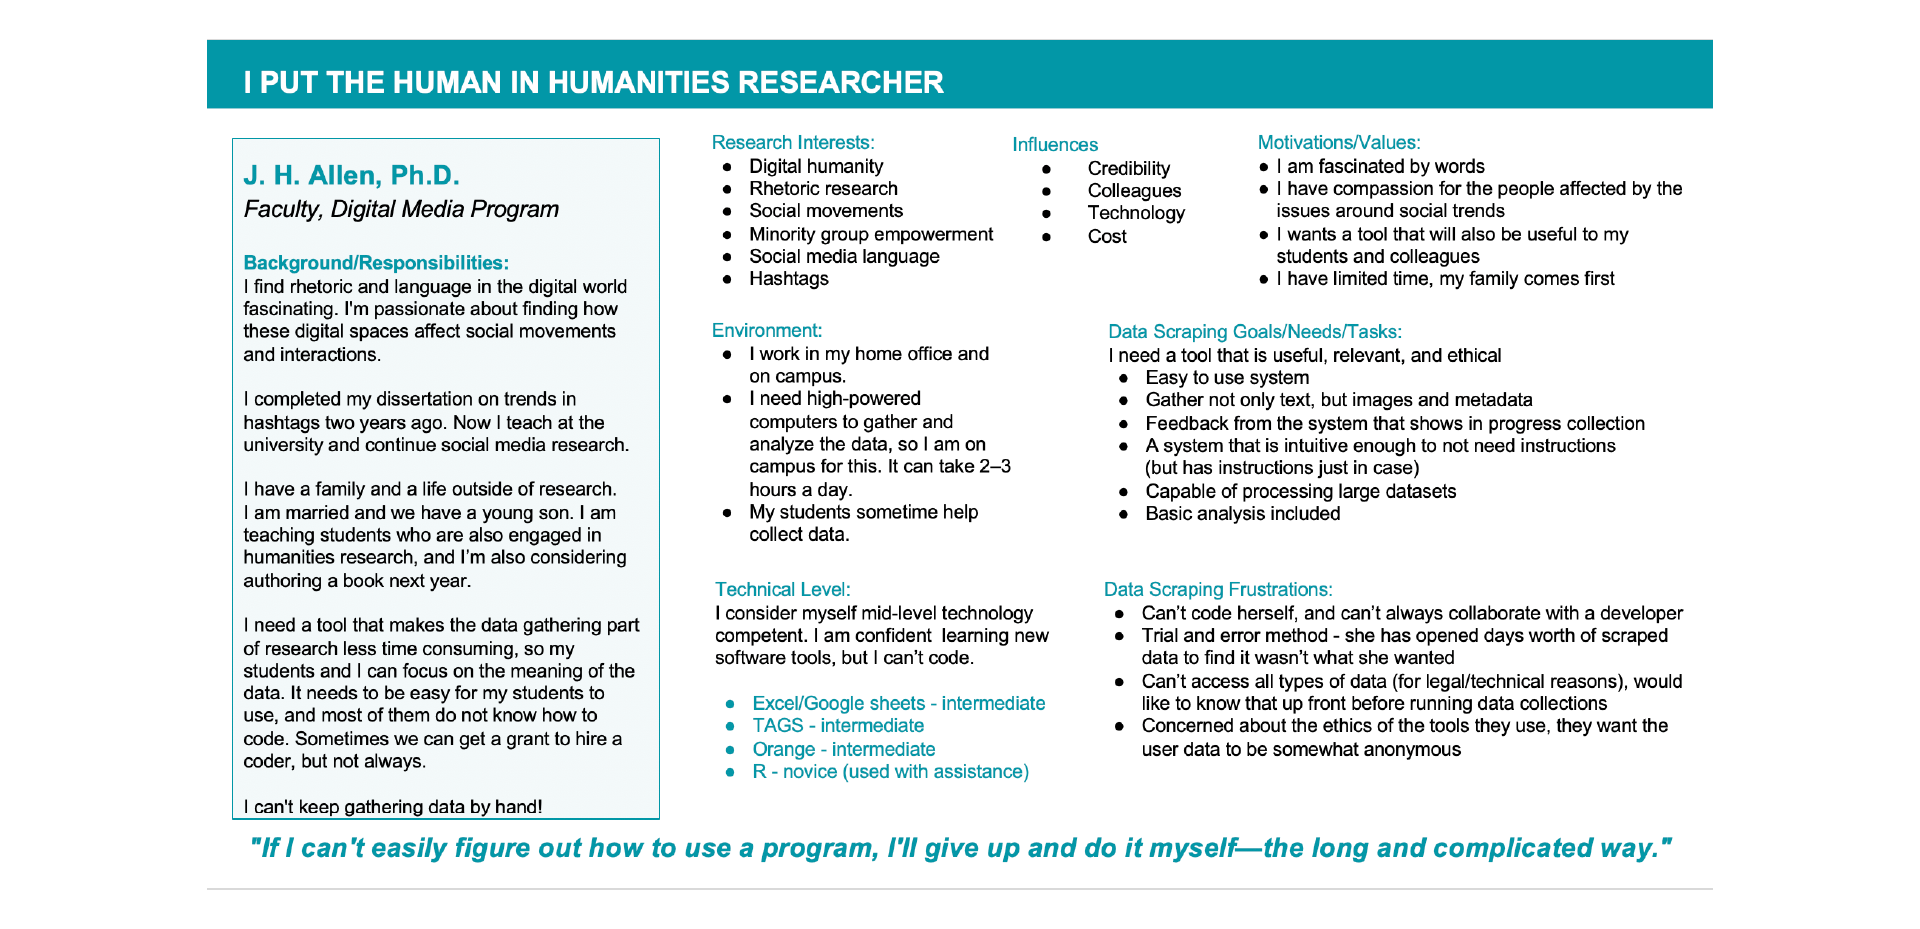 I PUT THE HUMAN IN HUMANITIES RESEARCHER
J. H. Allen, Ph.D.
Faculty, Digital Media Program
Background/Responsibilities:
I find rhetoric and language in the digital world
fascinating. I'm passionate about finding how
these digital spaces affect social movements
and interactions.
I completed my dissertation on trends in
hashtags two years ago. Now I teach at the
university and continue social media research.
I have a family and a life outside of research.
I am married and we have a young son. I am
teaching students who are also engaged in
humanities research, and I'm also considering
authoring a book next year.
I need a tool that makes the data gathering part
of research less time consuming, so my
students and I can focus on the meaning of the
data. It needs to be easy for my students to
use, and most of them do not know how to
code. Sometimes we can get a grant to hire a
coder, but not always.
I can't keep gathering data by hand!
Research Interests:
● Digital humanity
● Rhetoric research
● Social movements
● Minority group empowerment
● Social media language
● Hashtags
Influences
● Credibility
● Colleagues
● Technology
● Cost
Motivations/Values:
● I am fascinated by words
● I have compassion for the people affected by the
issues around social trends
● I wants a tool that will also be useful to my
students and colleagues
● I have limited time, my family comes first
Environment:
● I work in my home office and
on campus.
● I need high-powered
computers to gather and
analyze the data, so I am on
campus for this. It can take 2–3
hours a day.
● My students sometime help
collect data.
Data Scraping Goals/Needs/Tasks:
I need a tool that is useful, relevant, and ethical
● Easy to use system
● Gather not only text, but images and metadata
● Feedback from the system that shows in progress collection
● A system that is intuitive enough to not need instructions
(but has instructions just in case)
● Capable of processing large datasets
● Basic analysis included
Technical Level:
I consider myself mid-level technology
competent. I am confident learning new
software tools, but I can't code.
● Excel/Google sheets - intermediate
● TAGS - intermediate
● Orange - intermediate
● R - novice (used with assistance)
Data Scraping Frustrations:
● Can't code herself, and can't always collaborate with a developer
● Trial and error method - she has opened days worth of scraped
data to find it wasn't what she wanted
● Can't access all types of data (for legal/technical reasons), would
like to know that up front before running data collections
● Concerned about the ethics of the tools they use, they want the
user data to be somewhat anonymous
"If I can't easily figure out how to use a program, I'll give up and do it myself—the long and complicated way."